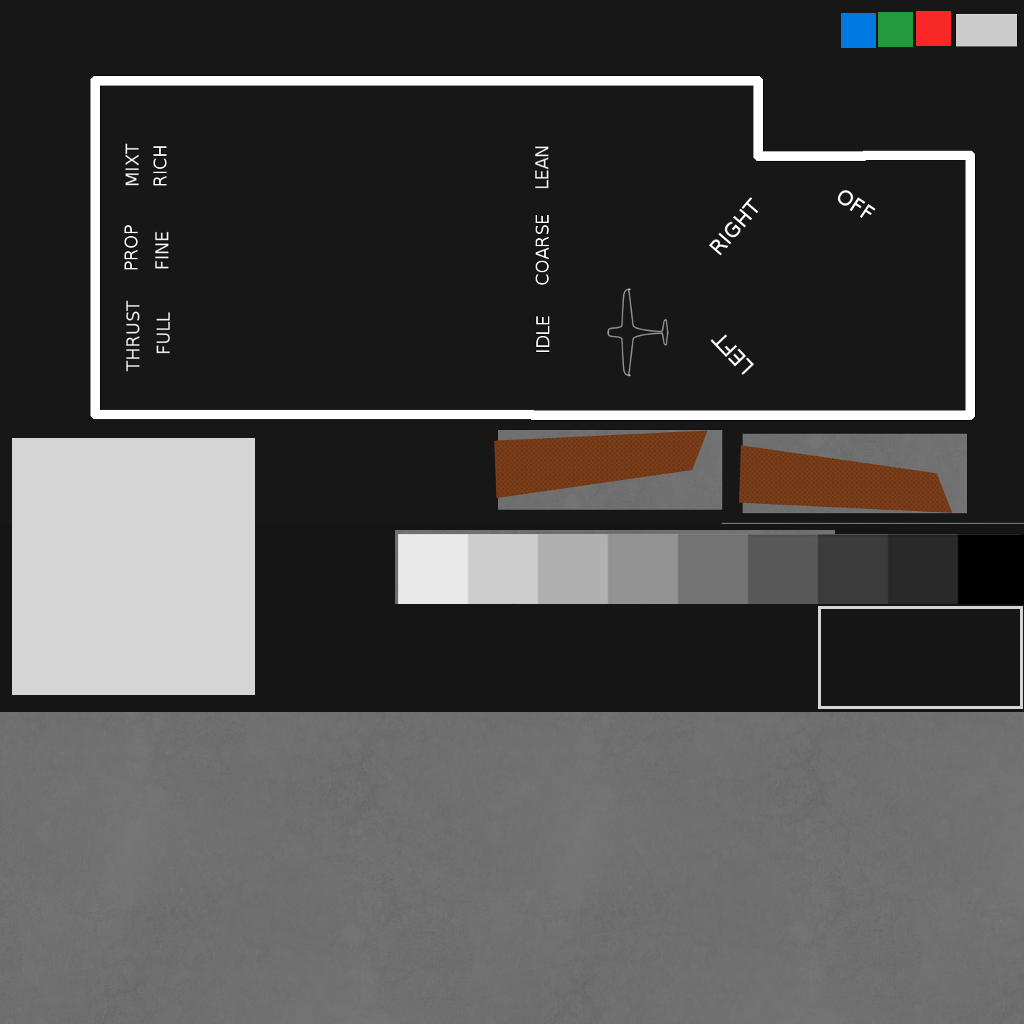 MIXT
RICH
LEAN
PROP
FINE
COARSE
THRUST
FULL
IDLE
RIGHT
OFF
LEFT